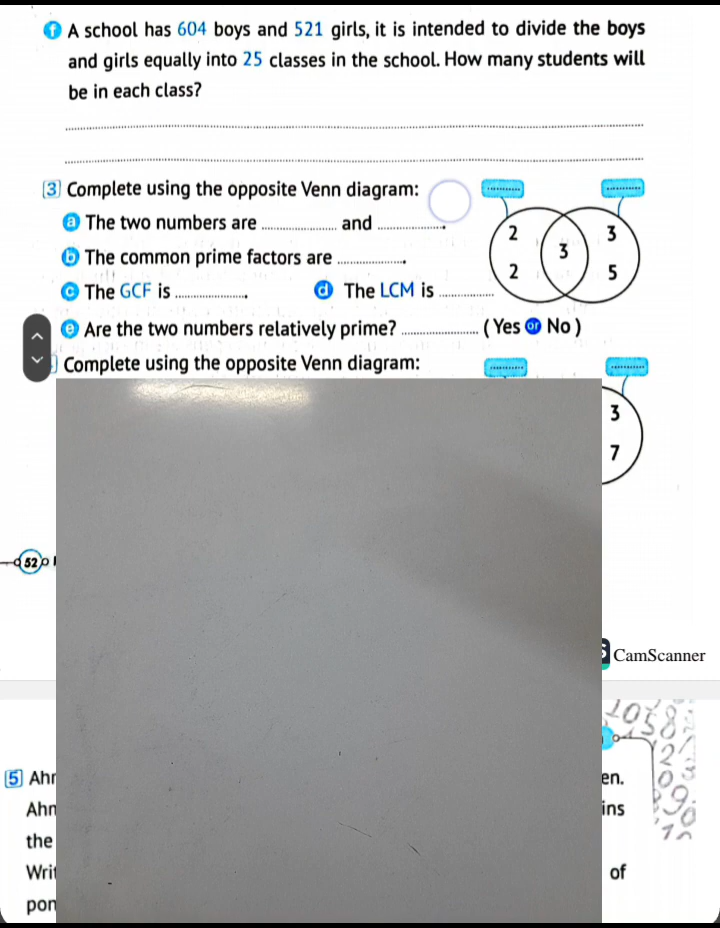 f A school has 604 boys and 521 girls, it is intended to divide the boys
and girls equally into 25 classes in the school. How many students will
be in each class?
3 Complete using the opposite Venn diagram:
a The two numbers are ............ and ............
b The common prime factors are ............
c The GCF is ............ d The LCM is ............
e Are the two numbers relatively prime? ............ ( Yes or No )
2
2
3
3
5
Complete using the opposite Venn diagram:
3
7
52
CamScanner
1058
5 Ahr
en.
Ahn
ins
the
Writ
of
pon